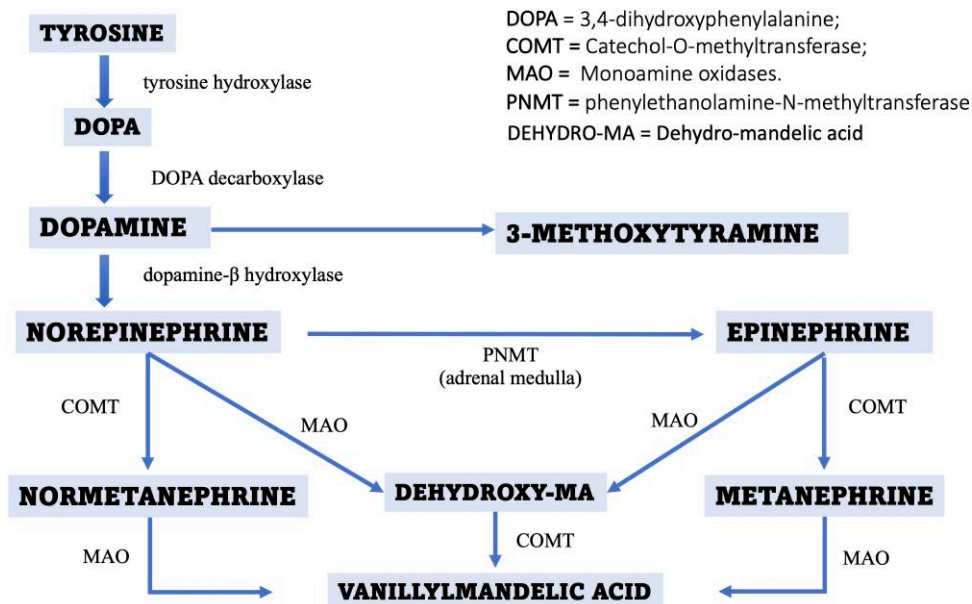 DOPA = 3,4-dihydroxyphenylalanine;
COMT = Catechol-O-methyltransferase;
MAO = Monoamine oxidases.
PNMT = phenylethanolamine-N-methyltransferase
DEHYDRO-MA = Dehydro-mandelic acid
TYROSINE
tyrosine hydroxylase
DOPA
DOPA decarboxylase
DOPAMINE
3-METHOXYTYRAMINE
dopamine-β hydroxylase
NOREPINEPHRINE
EPINEPHRINE
PNMT
(adrenal medulla)
COMT
MAO
MAO
COMT
NORMETANEPHRINE
DEHYDROXY-MA
METANEPHRINE
MAO
COMT
MAO
VANILLYLMANDELIC ACID